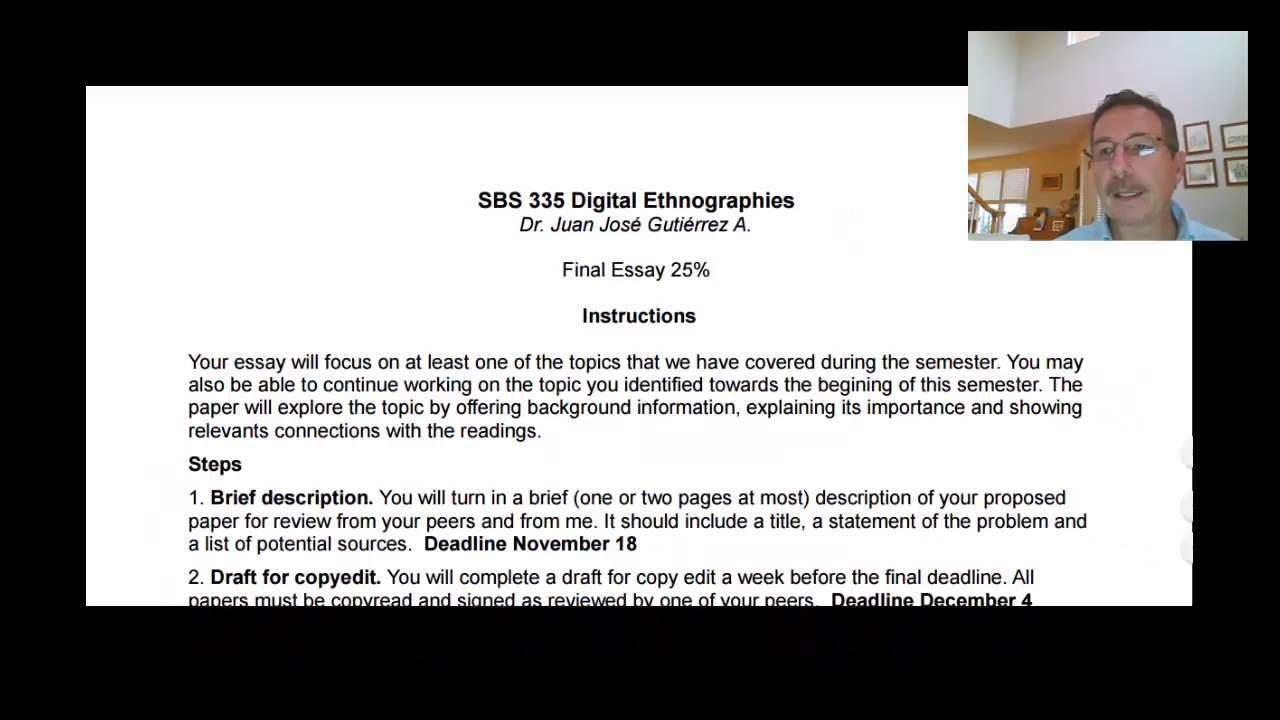 SBS 335 Digital Ethnographies
Dr. Juan José Gutiérrez A.
Final Essay 25%
Instructions
Your essay will focus on at least one of the topics that we have covered during the semester. You may
also be able to continue working on the topic you identified towards the begining of this semester. The
paper will explore the topic by offering background information, explaining its importance and showing
relevants connections with the readings.
Steps
1. Brief description. You will turn in a brief (one or two pages at most) description of your proposed
paper for review from your peers and from me. It should include a title, a statement of the problem and
a list of potential sources. Deadline November 18
2. Draft for copyedit. You will complete a draft for copy edit a week before the final deadline. All
papers must be copyread and signed as reviewed by one of your peers. Deadline December 4